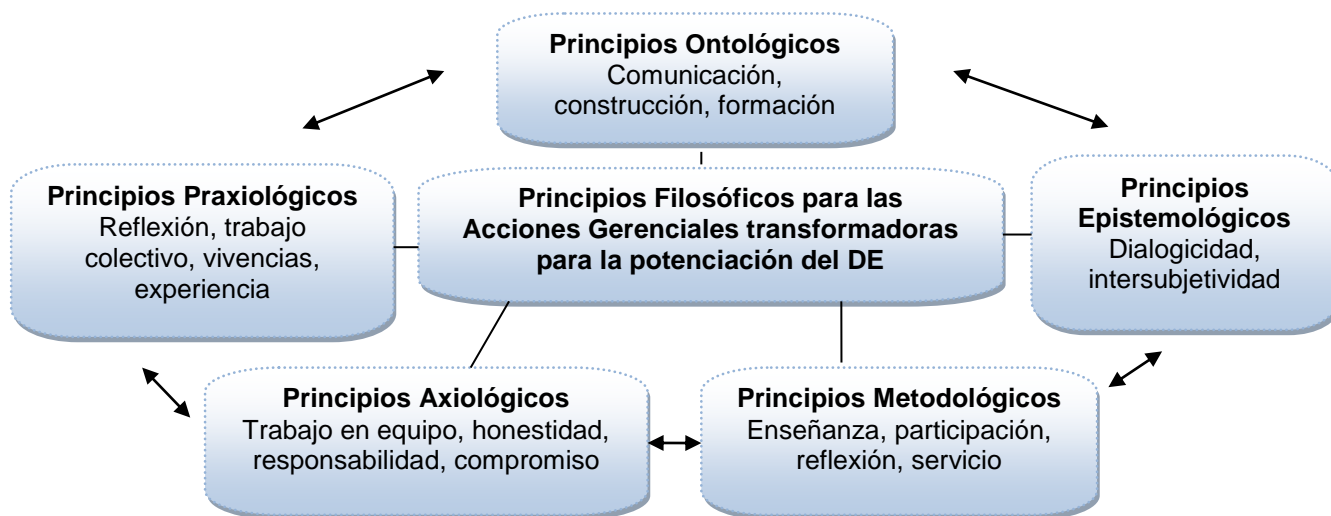 Principios Ontológicos
Comunicación,
construcción, formación
Principios Praxiológicos
Reflexión, trabajo
colectivo, vivencias,
experiencia
Principios Filosóficos para las
Acciones Gerenciales transformadoras
para la potenciación del DE
Principios
Epistemológicos
Dialogicidad,
intersubjetividad
Principios Axiológicos
Trabajo en equipo, honestidad,
responsabilidad, compromiso
Principios Metodológicos
Enseñanza, participación,
reflexión, servicio